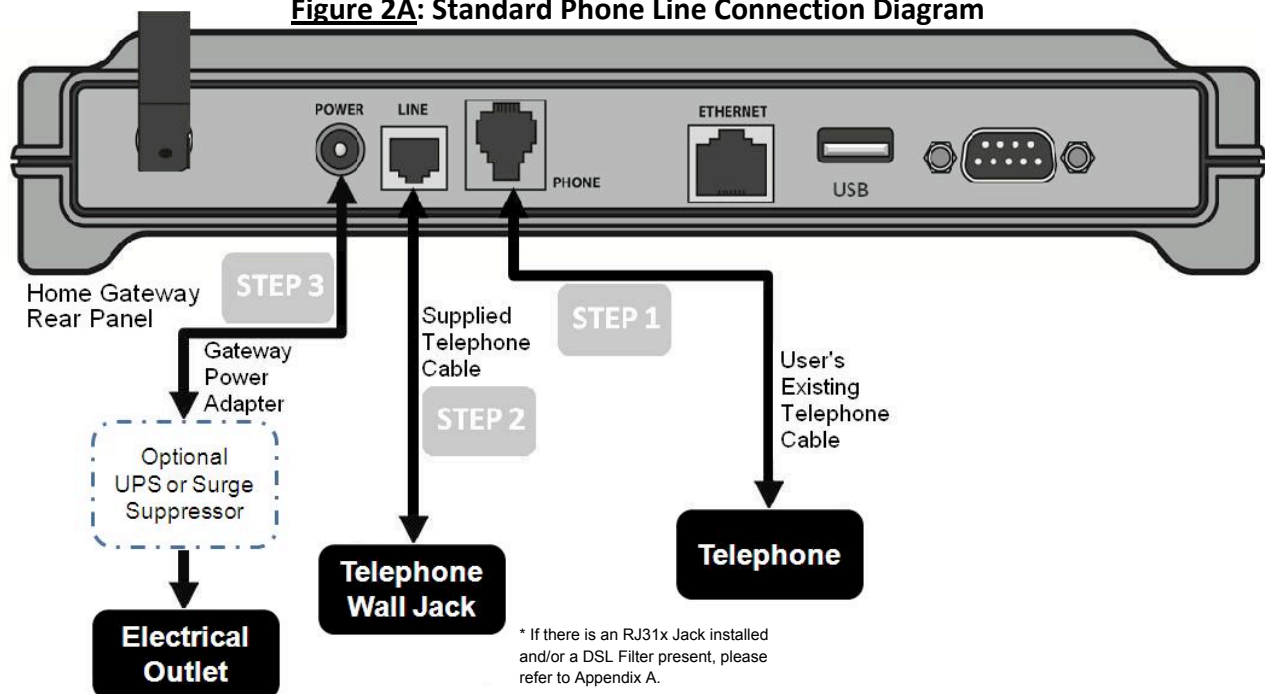 Figure 2A: Standard Phone Line Connection Diagram
POWER
LINE
PHONE
ETHERNET
USB
Home Gateway
Rear Panel
STEP 3
Gateway
Power
Adapter
Supplied
Telephone
Cable
STEP 2
STEP 1
User's
Existing
Telephone
Cable
Optional
UPS or Surge
Suppressor
Electrical
Outlet
Telephone
Wall Jack
Telephone
* If there is an RJ31x Jack installed
and/or a DSL Filter present, please
refer to Appendix A.